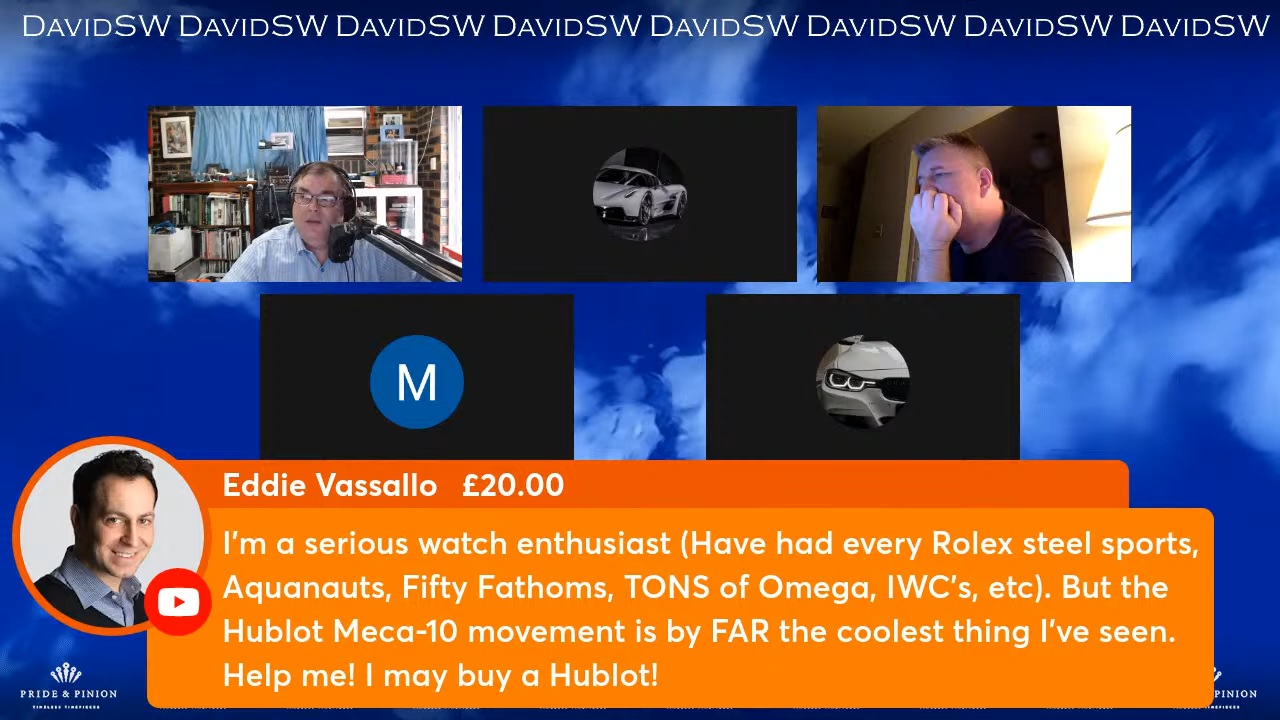 DAVIDSW DAVIDSW DAVIDSW DAVIDSW DAVIDSW DAVIDSW DAVIDSW DAVIDSW
M
Eddie Vassallo £20.00
I'm a serious watch enthusiast (Have had every Rolex steel sports,
Aquanauts, Fifty Fathoms, TONS of Omega, IWC's, etc). But the
Hublot Meca-10 movement is by FAR the coolest thing I've seen.
Help me! I may buy a Hublot!
PRIDE & PINION
TIMELESS TIMEPIECES
PINION